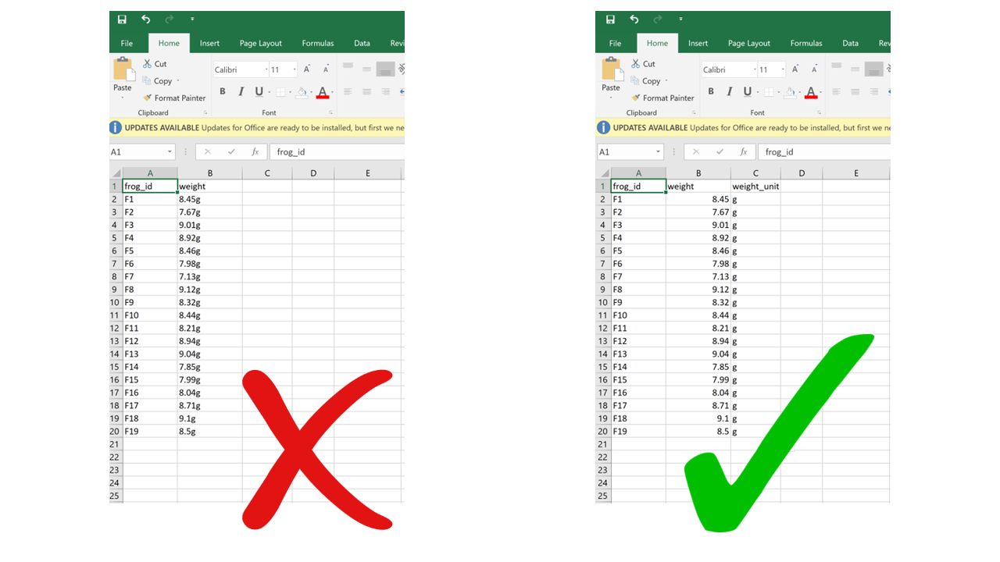 File Home Insert Page Layout Formulas Data Revi
Cut
Copy
Format Painter
Paste
Calibri 11 A A
B I U A
Clipboard Font
UPDATES AVAILABLE Updates for Office are ready to be installed, but first we ne
A1 fx frog_id
A B C D E
1 frog_id weight
2 F1 8.45g
3 F2 7.67g
4 F3 9.01g
5 F4 8.92g
6 F5 8.46g
7 F6 7.98g
8 F7 7.13g
9 F8 9.12g
10 F9 8.32g
11 F10 8.44g
12 F11 8.21g
13 F12 8.94g
14 F13 9.04g
15 F14 7.85g
16 F15 7.99g
17 F16 8.04g
18 F17 8.71g
19 F18 9.1g
20 F19 8.5g
21
22
23
24
25
File Home Insert Page Layout Formulas Data Rev
Cut
Copy
Format Painter
Paste
Calibri 11 A A
B I U A
Clipboard Font
UPDATES AVAILABLE Updates for Office are ready to be installed, but first we ne
A1 fx frog_id
A B C D E
1 frog_id weight weight_unit
2 F1 8.45 g
3 F2 7.67 g
4 F3 9.01 g
5 F4 8.92 g
6 F5 8.46 g
7 F6 7.98 g
8 F7 7.13 g
9 F8 9.12 g
10 F9 8.32 g
11 F10 8.44 g
12 F11 8.21 g
13 F12 8.94 g
14 F13 9.04 g
15 F14 7.85 g
16 F15 7.99 g
17 F16 8.04 g
18 F17 8.71 g
19 F18 9.1 g
20 F19 8.5 g
21
22
23
24
25